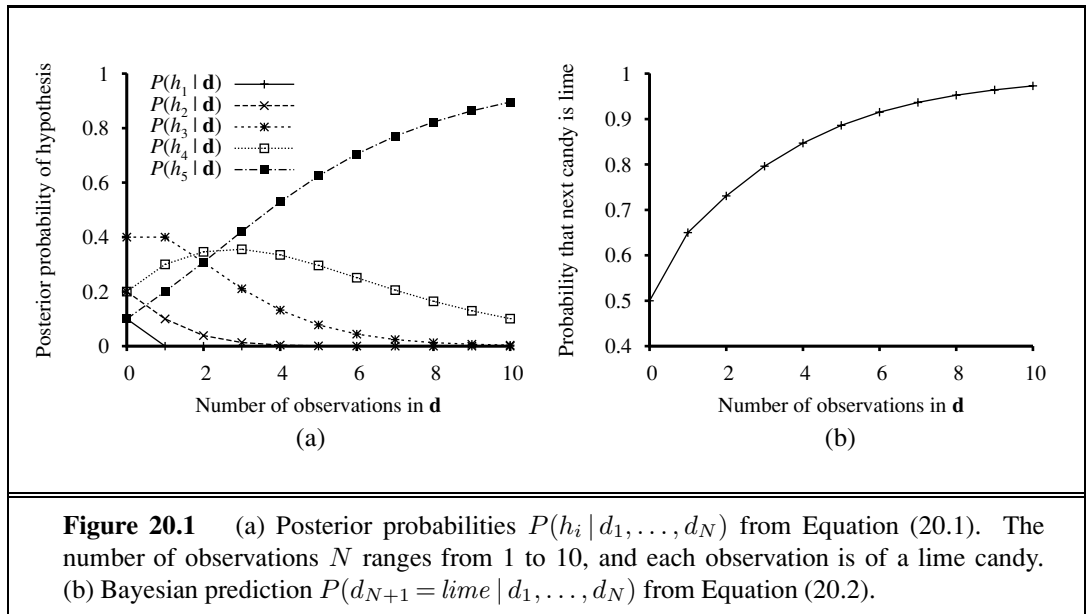 P(h₁ | d)
P(h₂ | d)
P(h₃ | d)
P(h₄ | d)
P(h₅ | d)
Posterior probability of hypothesis
1
0.8
0.6
0.4
0.2
0
0 2 4 6 8 10
Number of observations in d
(a)
Probability that next candy is lime
1
0.9
0.8
0.7
0.6
0.5
0.4
0 2 4 6 8 10
Number of observations in d
(b)
Figure 20.1 (a) Posterior probabilities P(hᵢ | d₁, . . . , d_N) from Equation (20.1). The
number of observations N ranges from 1 to 10, and each observation is of a lime candy.
(b) Bayesian prediction P(d_{N+1} = lime | d₁, . . . , d_N) from Equation (20.2).